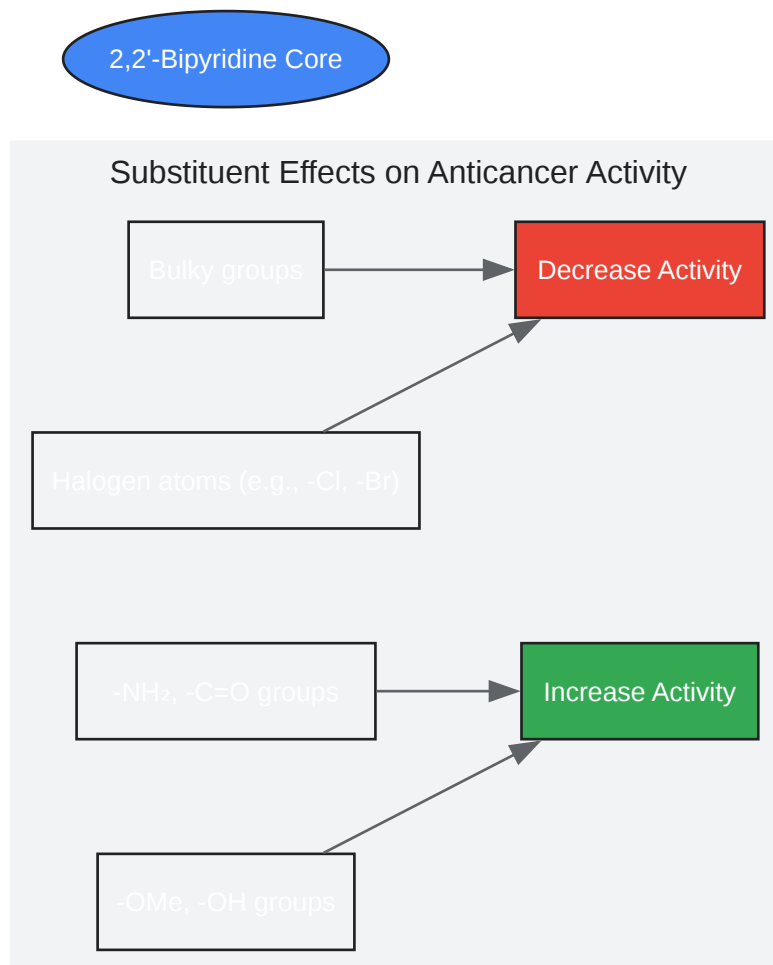 2,2'-Bipyridine Core
Substituent Effects on Anticancer Activity
Bulky groups
Decrease Activity
Halogen atoms (e.g., -Cl, -Br)
-NH₂, -C=O groups
Increase Activity
-OMe, -OH groups